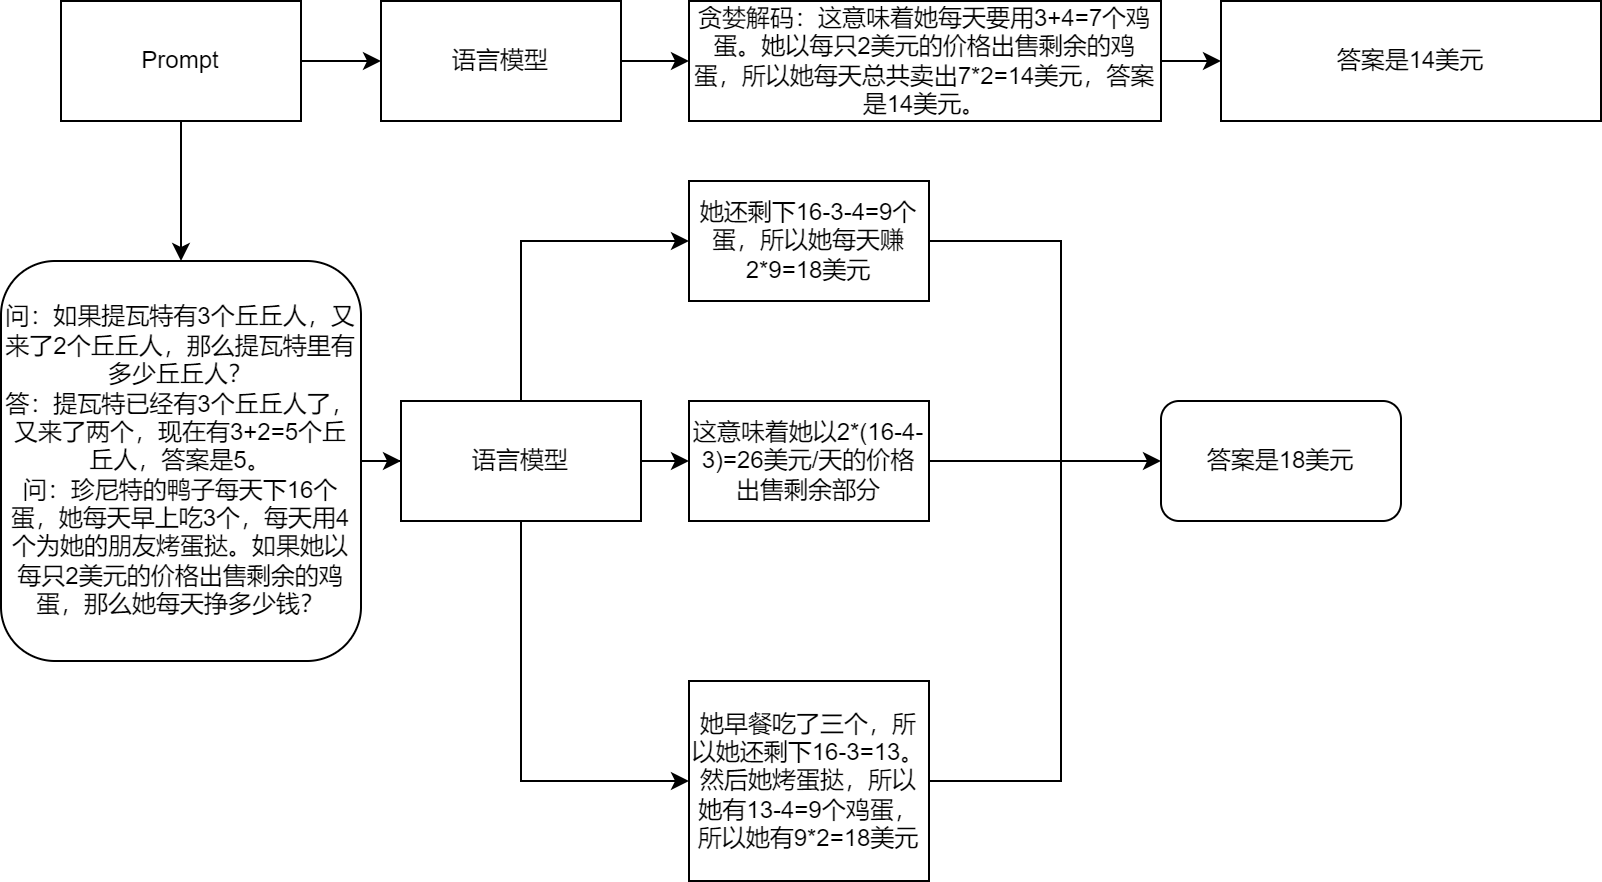 Prompt
语言模型
贪婪解码：这意味着她每天要用3+4=7个鸡
蛋。她以每只2美元的价格出售剩余的鸡
蛋，所以她每天总共卖出7*2=14美元，答案
是14美元。
答案是14美元
她还剩下16-3-4=9个
蛋，所以她每天赚
2*9=18美元
问：如果提瓦特有3个丘丘人，又
来了2个丘丘人，那么提瓦特里有
多少丘丘人？
答：提瓦特已经有3个丘丘人了，
又来了两个，现在有3+2=5个丘
丘人，答案是5。
问：珍尼特的鸭子每天下16个
蛋，她每天早上吃3个，每天用4
个为她的朋友烤蛋挞。如果她以
每只2美元的价格出售剩余的鸡
蛋，那么她每天挣多少钱？
语言模型
这意味着她以2*(16-4-
3)=26美元/天的价格
出售剩余部分
答案是18美元
她早餐吃了三个，所
以她还剩下16-3=13。
然后她烤蛋挞，所以
她有13-4=9个鸡蛋，
所以她有9*2=18美元